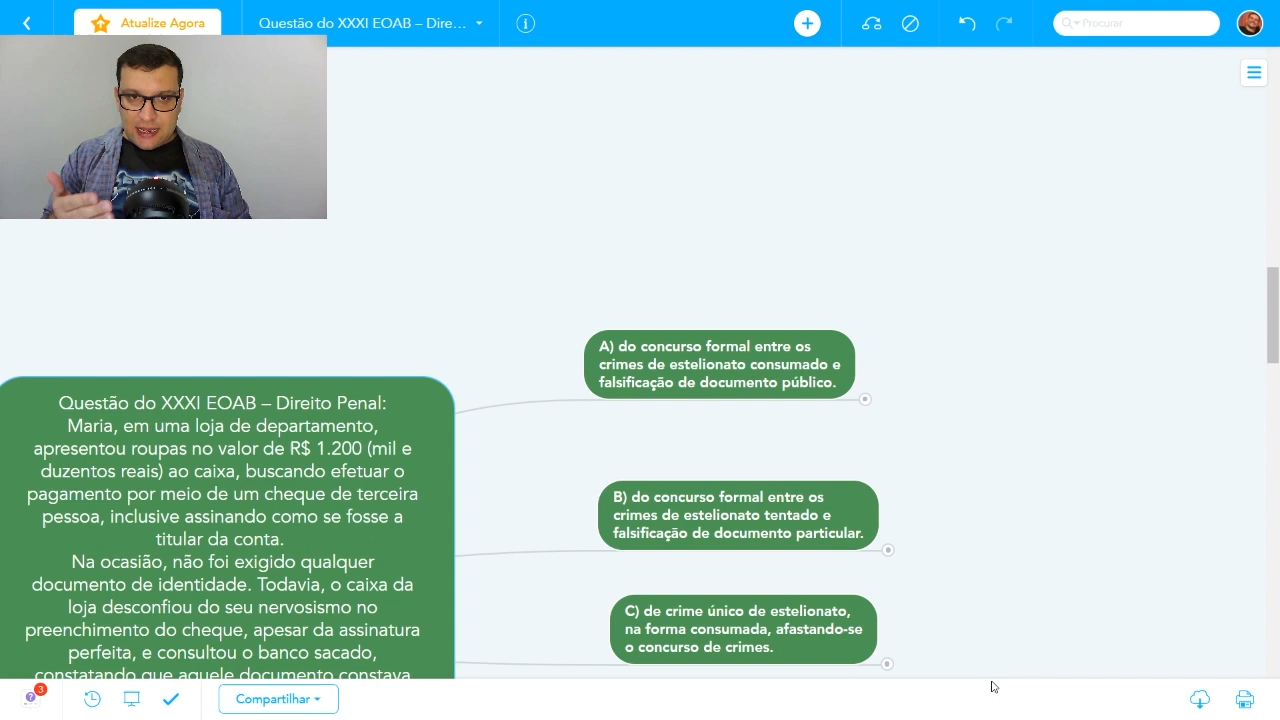 Atualize Agora
Questão do XXXI EOAB – Dire...
Procurar
A) do concurso formal entre os
crimes de estelionato consumado e
falsificação de documento público.
Questão do XXXI EOAB – Direito Penal:
Maria, em uma loja de departamento,
apresentou roupas no valor de R$ 1.200 (mil e
duzentos reais) ao caixa, buscando efetuar o
pagamento por meio de um cheque de terceira
pessoa, inclusive assinando como se fosse a
titular da conta.
Na ocasião, não foi exigido qualquer
documento de identidade. Todavia, o caixa da
loja desconfiou do seu nervosismo no
preenchimento do cheque, apesar da assinatura
perfeita, e consultou o banco sacado,
constatando que aquele documento constava
B) do concurso formal entre os
crimes de estelionato tentado e
falsificação de documento particular.
C) de crime único de estelionato,
na forma consumada, afastando-se
o concurso de crimes.
3
Compartilhar